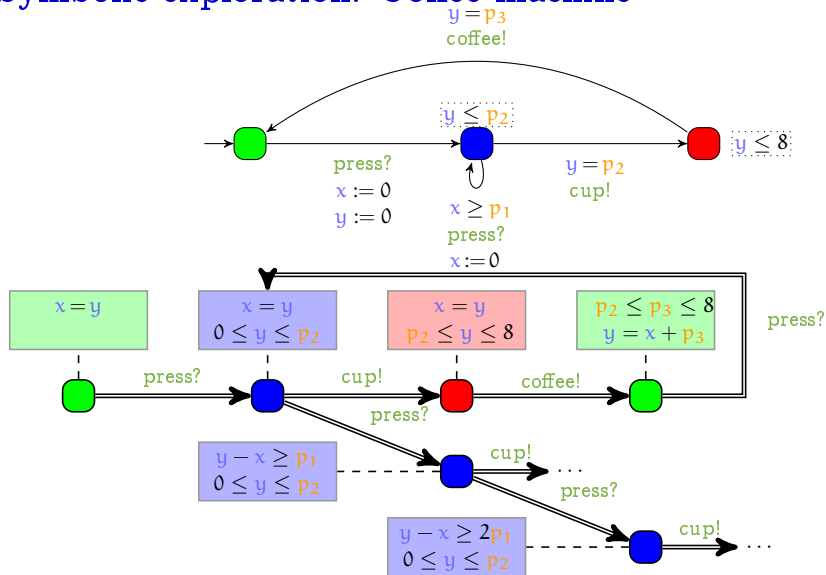 symbolic exploration: Coffee machine
y = p3
coffee!
y ≤ p2
y ≤ 8
press?
x := 0
y := 0
y = p2
cup!
x ≥ p1
press?
x := 0
x = y
x = y
0 ≤ y ≤ p2
x = y
p2 ≤ y ≤ 8
p2 ≤ p3 ≤ 8
y = x + p3
press?
press?
cup!
coffee!
press?
y − x ≥ p1
0 ≤ y ≤ p2
cup!
...
press?
y − x ≥ 2p1
0 ≤ y ≤ p2
cup!
...